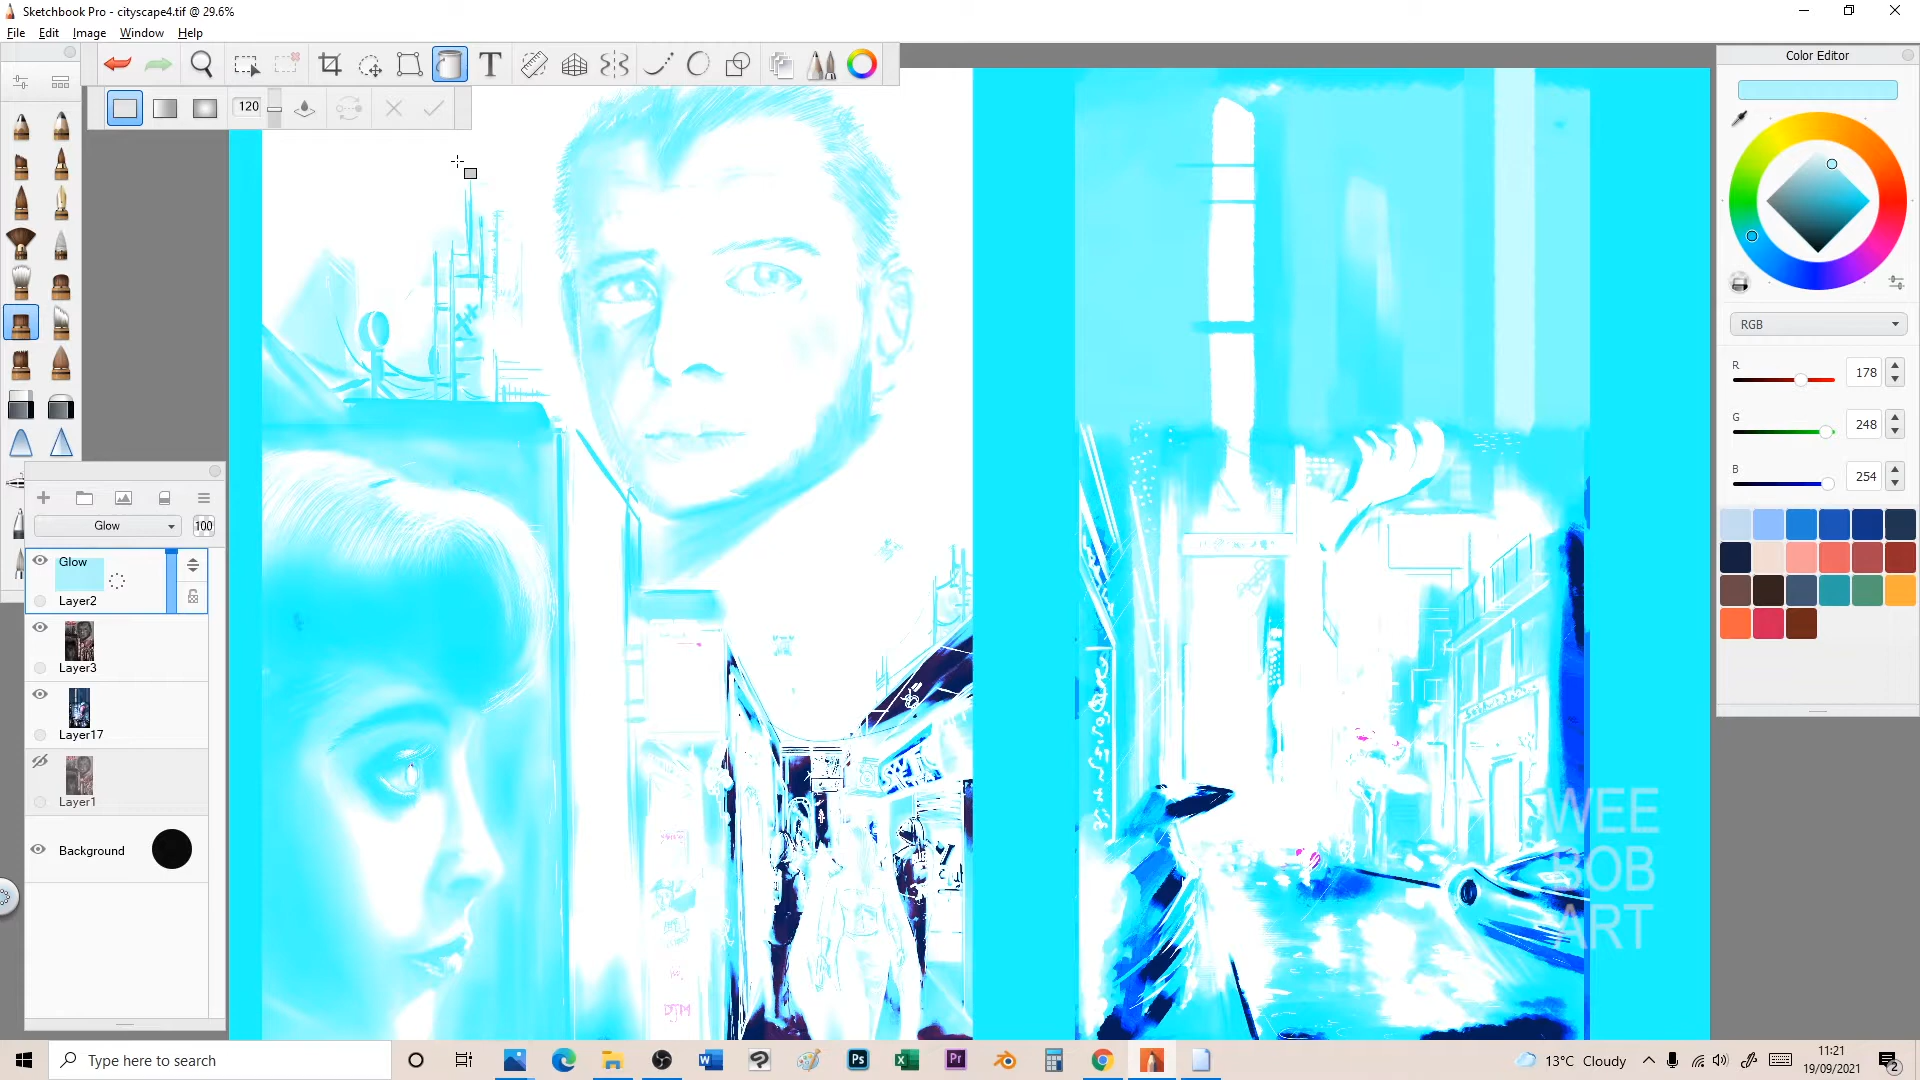 Sketchbook Pro - cityscape4.tif @ 29.6%
File Edit Image Window Help
T
120
Color Editor
RGB
R 178
G 248
B 254
Glow 100
Glow
Layer2
Layer3
Layer17
Layer1
Background
WEE
BOB
ART
Type here to search
13°C Cloudy
11:21
19/09/2021
2